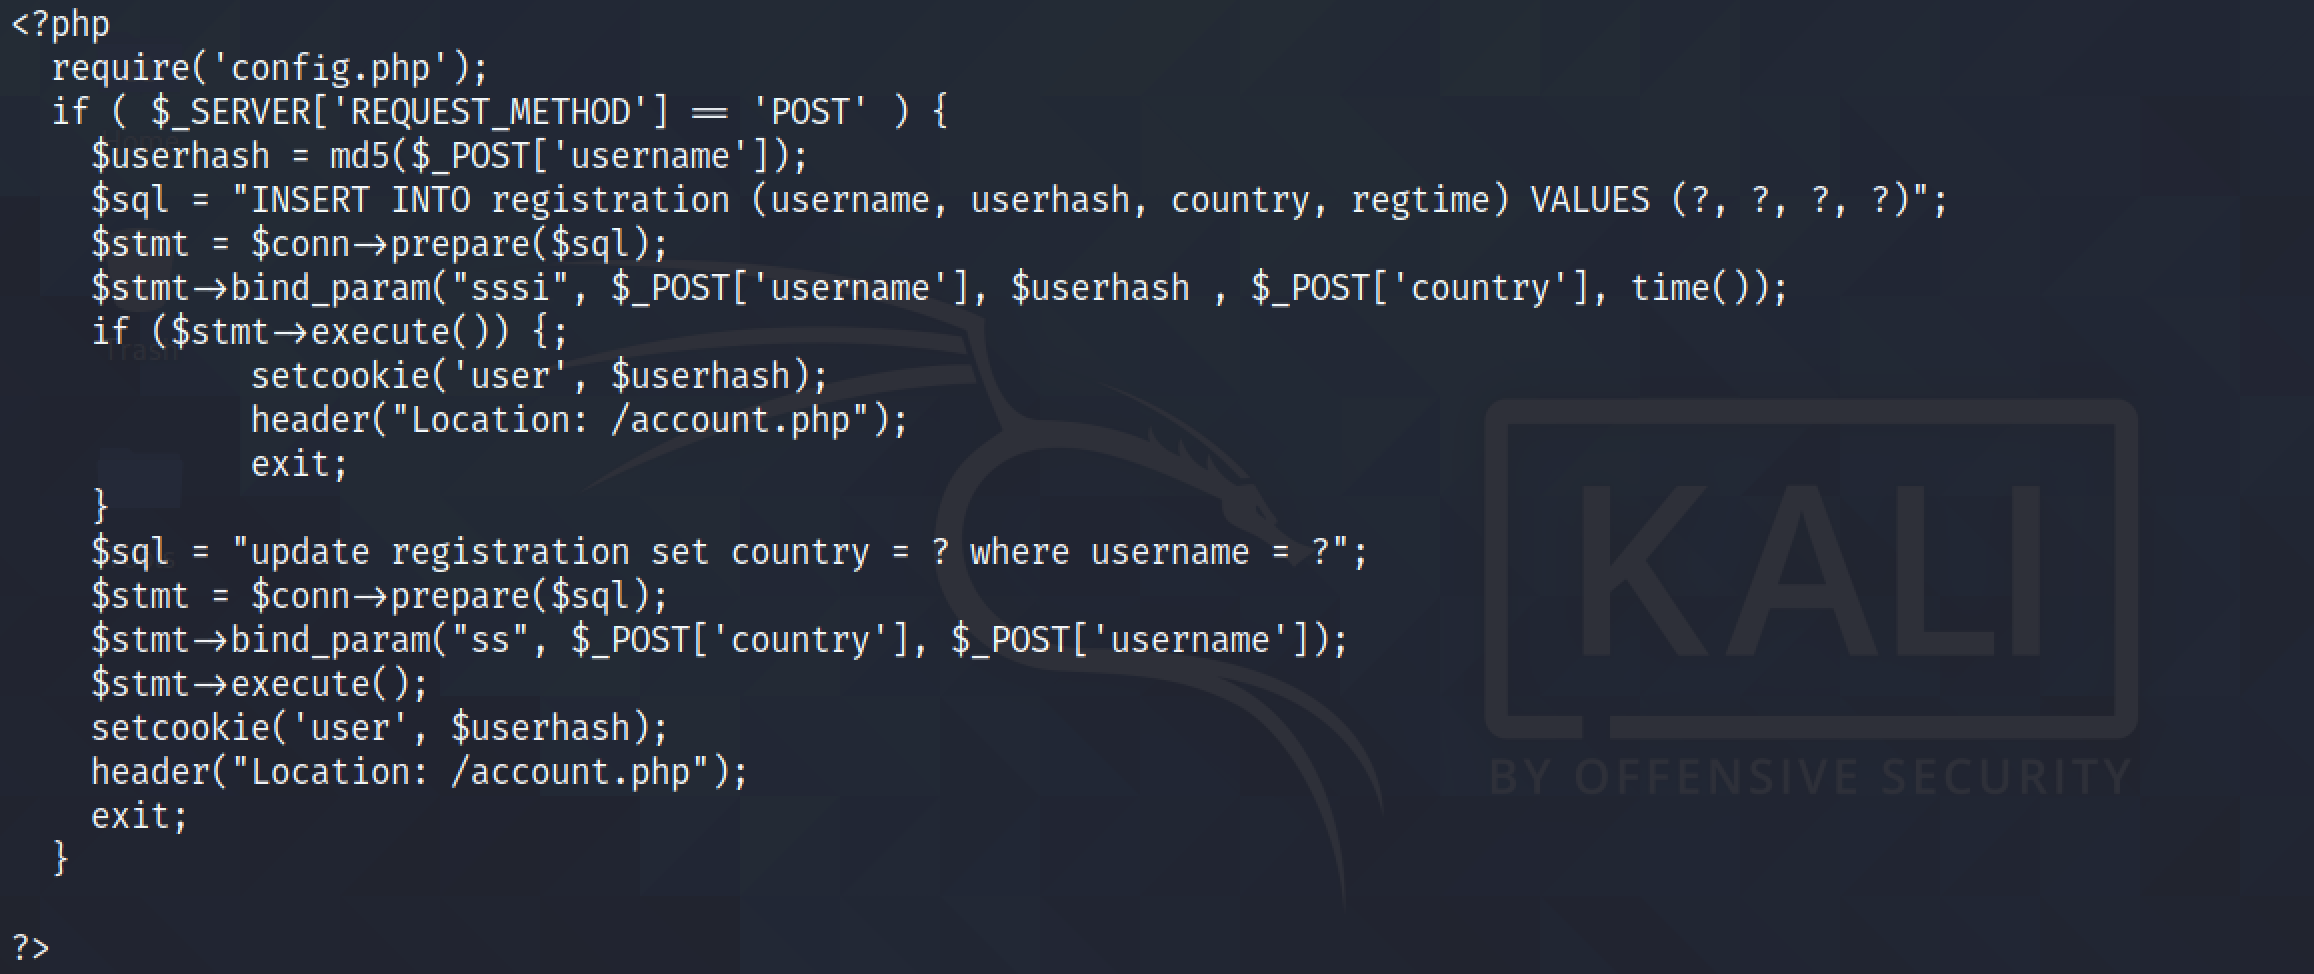 <?php
  require('config.php');
  if ( $_SERVER['REQUEST_METHOD'] == 'POST' ) {
    $userhash = md5($_POST['username']);
    $sql = "INSERT INTO registration (username, userhash, country, regtime) VALUES (?, ?, ?, ?)";
    $stmt = $conn->prepare($sql);
    $stmt->bind_param("sssi", $_POST['username'], $userhash , $_POST['country'], time());
    if ($stmt->execute()) {;
            setcookie('user', $userhash);
            header("Location: /account.php");
            exit;
    }
    $sql = "update registration set country = ? where username = ?";
    $stmt = $conn->prepare($sql);
    $stmt->bind_param("ss", $_POST['country'], $_POST['username']);
    $stmt->execute();
    setcookie('user', $userhash);
    header("Location: /account.php");
    exit;
  }

?>
Trash
KALI
BY OFFENSIVE SECURITY